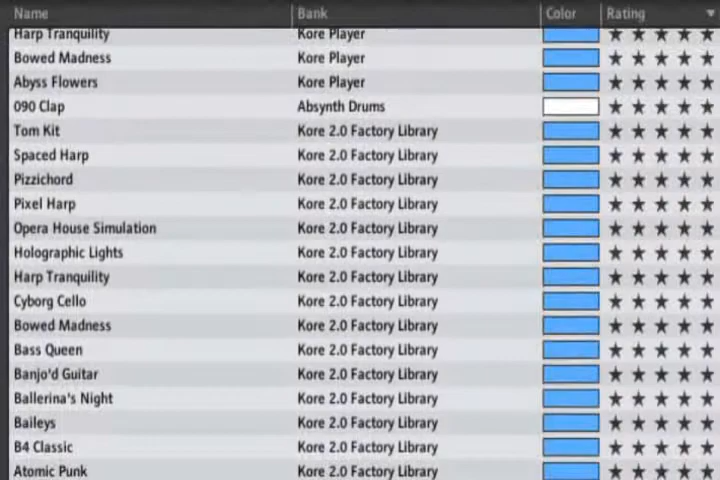 Name Bank Color Rating
Harp Tranquility Kore Player
Bowed Madness Kore Player
Abyss Flowers Kore Player
090 Clap Absynth Drums
Tom Kit Kore 2.0 Factory Library
Spaced Harp Kore 2.0 Factory Library
Pizzichord Kore 2.0 Factory Library
Pixel Harp Kore 2.0 Factory Library
Opera House Simulation Kore 2.0 Factory Library
Holographic Lights Kore 2.0 Factory Library
Harp Tranquility Kore 2.0 Factory Library
Cyborg Cello Kore 2.0 Factory Library
Bowed Madness Kore 2.0 Factory Library
Bass Queen Kore 2.0 Factory Library
Banjo'd Guitar Kore 2.0 Factory Library
Ballerina's Night Kore 2.0 Factory Library
Baileys Kore 2.0 Factory Library
B4 Classic Kore 2.0 Factory Library
Atomic Punk Kore 2.0 Factory Library